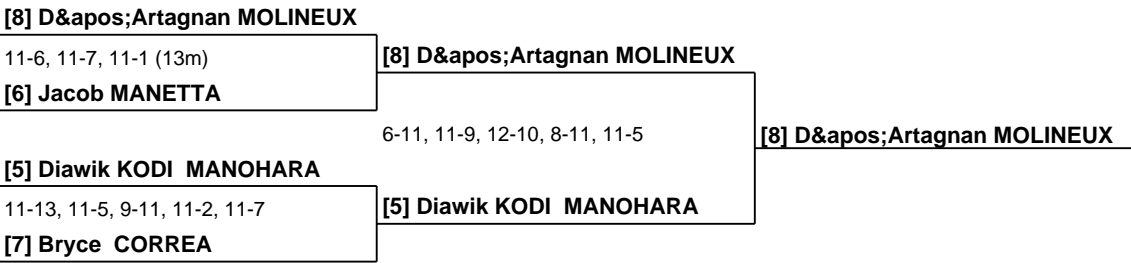 [8] D&apos;Artagnan MOLINEUX
11-6, 11-7, 11-1 (13m)
[8] D&apos;Artagnan MOLINEUX
[6] Jacob MANETTA
6-11, 11-9, 12-10, 8-11, 11-5
[8] D&apos;Artagnan MOLINEUX
[5] Diawik KODI  MANOHARA
11-13, 11-5, 9-11, 11-2, 11-7
[5] Diawik KODI  MANOHARA
[7] Bryce  CORREA